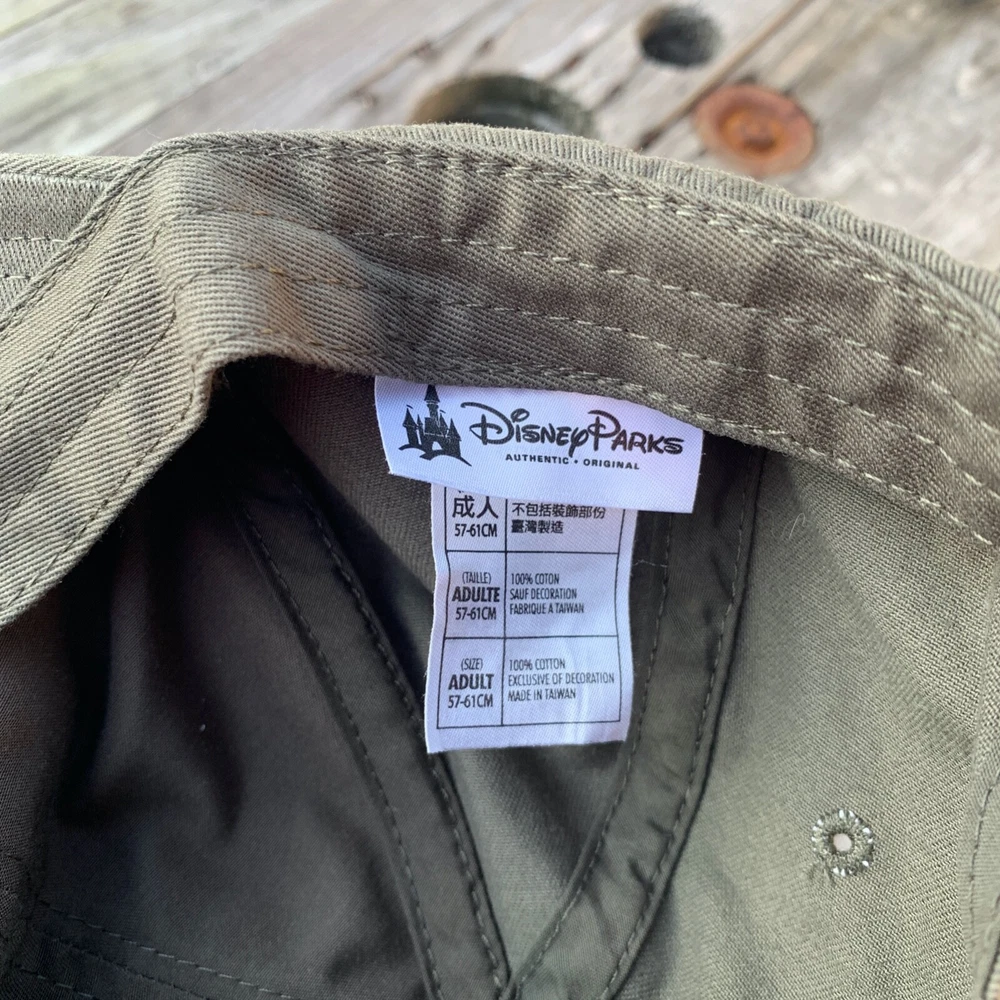 Disney Parks
AUTHENTIC • ORIGINAL
成人
57-61CM
不包括裝飾部份
臺灣製造
(TAILLE)
ADULTE
57-61CM
100% COTON
SAUF DECORATION
FABRIQUE A TAIWAN
(SIZE)
ADULT
57-61CM
100% COTTON
EXCLUSIVE OF DECORATION
MADE IN TAIWAN